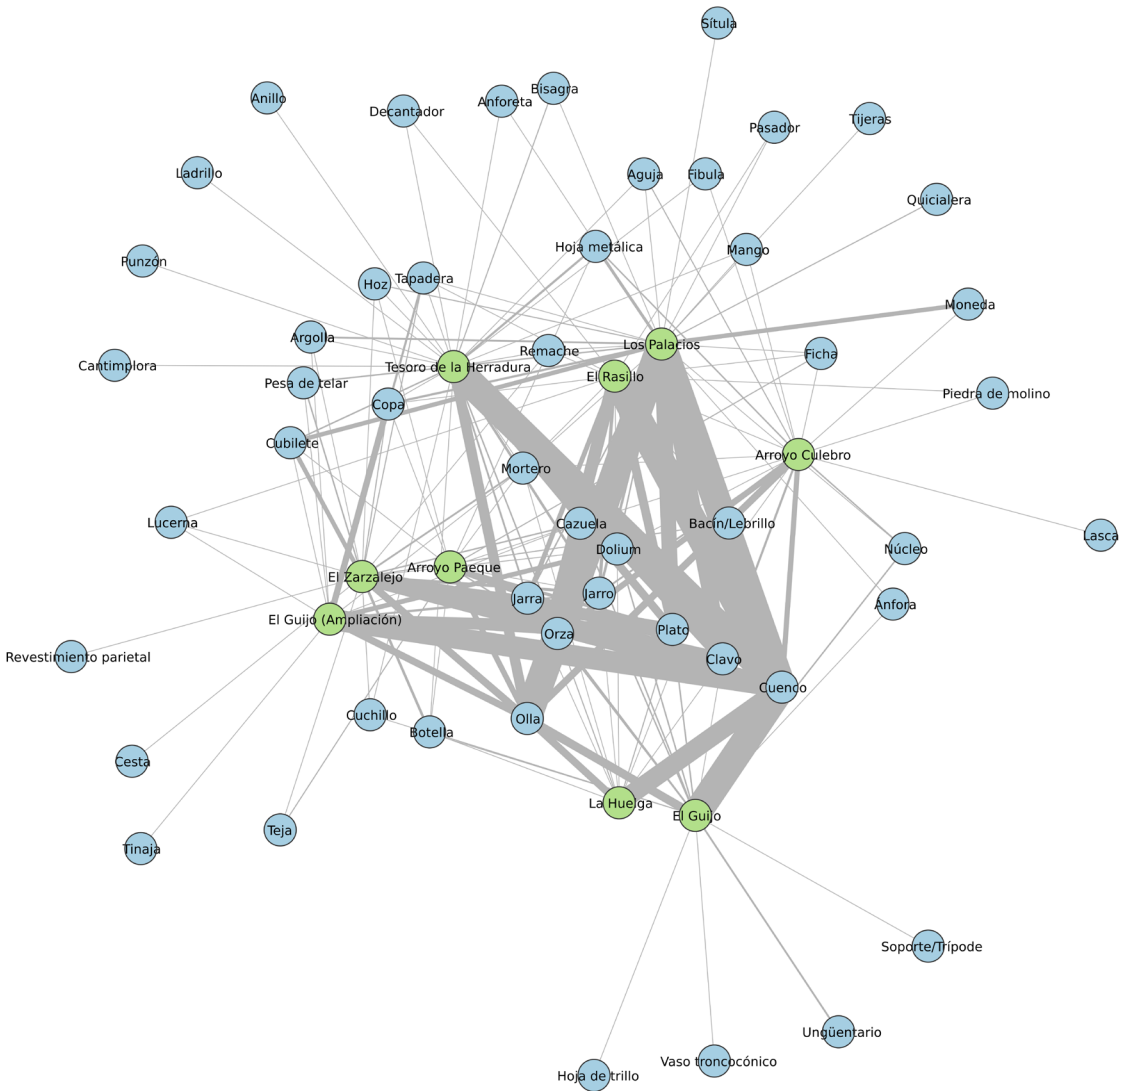 Sítula
Bisagra
Anillo
Anforeta
Decantador
Tijeras
Pasador
Ladrillo
Aguja
Fibula
Quicialera
Hoja metálica
Mango
Punzón
Tapadera
Hoz
Moneda
Argolla
Los Palacios
Remache
Ficha
Cantimplora
Tesoro de la Herradura
El Rasillo
Pesa de telar
Piedra de molino
Copa
Cubilete
Arroyo Culebro
Mortero
Lucerna
Cazuela
Bacín/Lebrillo
Lasca
Dolium
Núcleo
Arroyo Paeque
El Zarzalejo
Jarro
Jarra
Ánfora
El Guijo (Ampliación)
Plato
Orza
Revestimiento parietal
Clavo
Cuenco
Cuchillo
Olla
Botella
Cesta
La Huelga
El Guijo
Teja
Tinaja
Soporte/Trípode
Ungüentario
Vaso troncocónico
Hoja de trillo